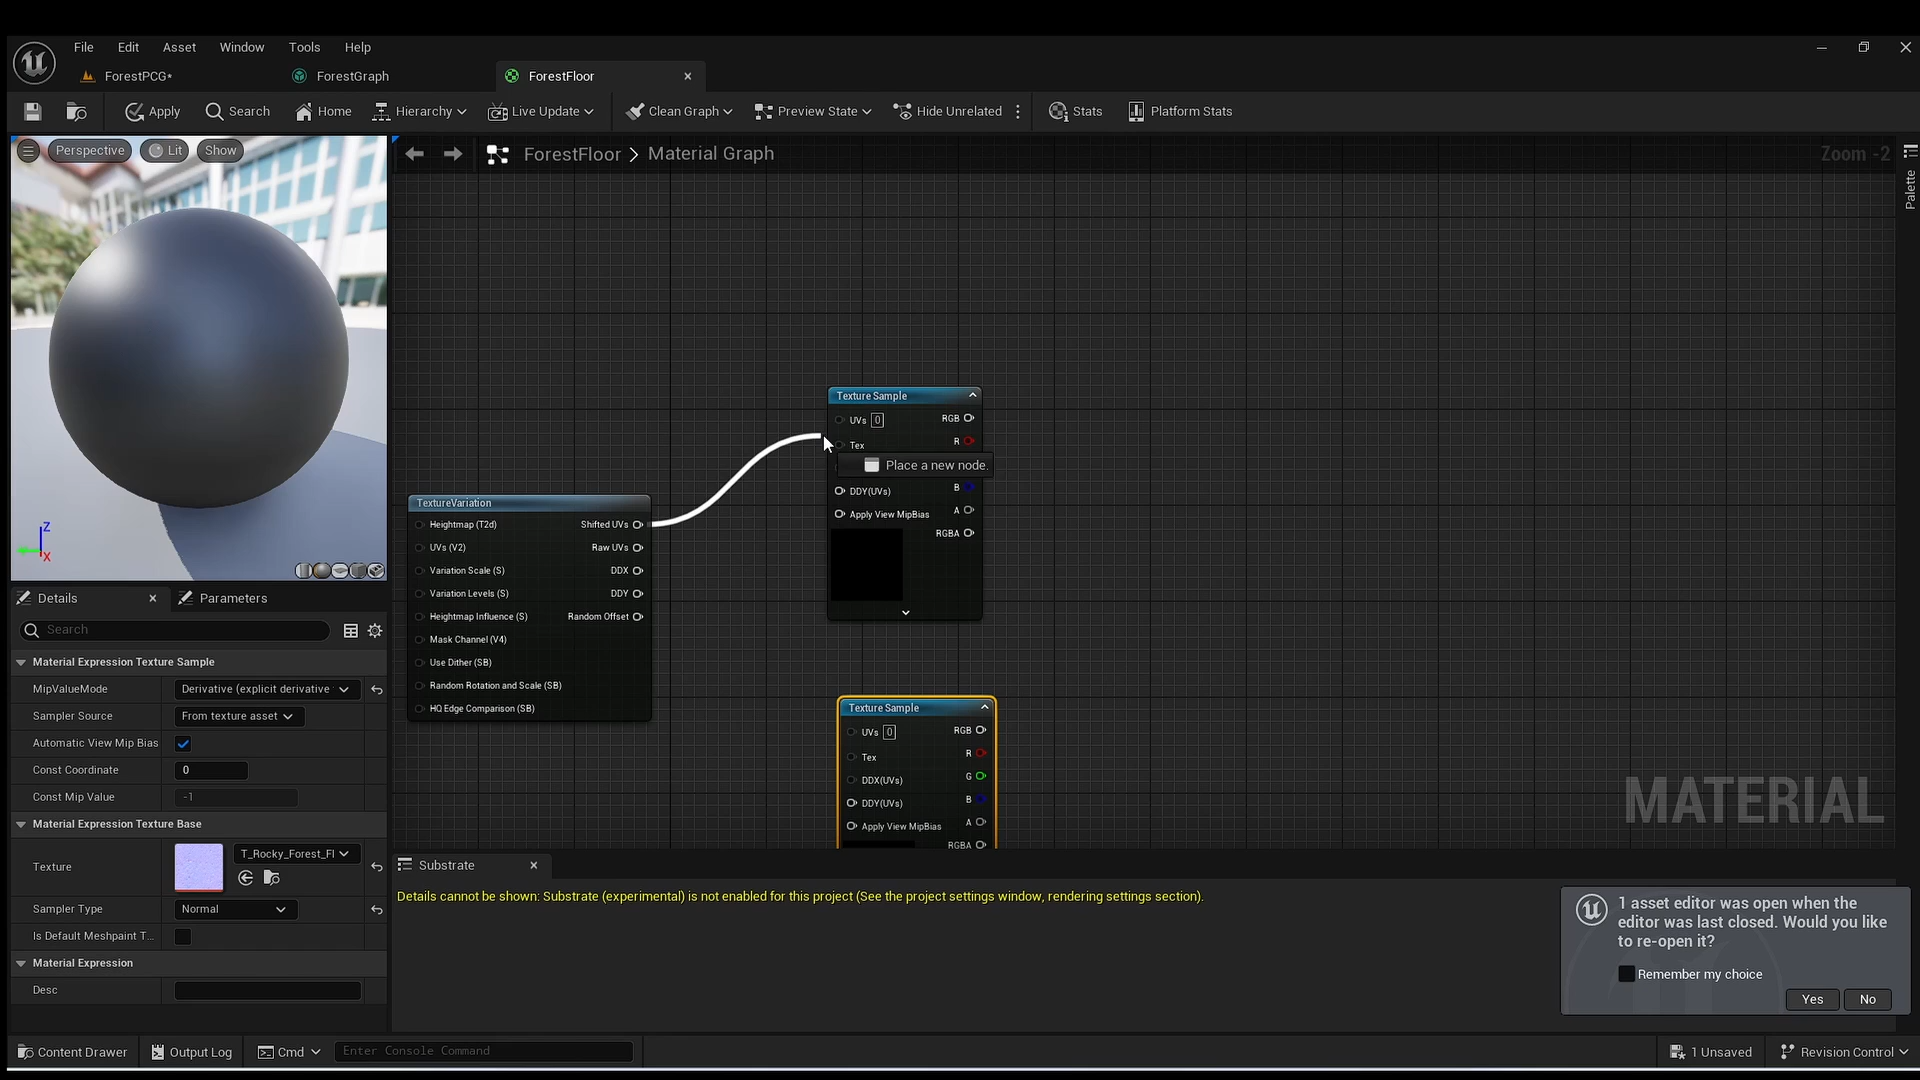 File Edit Asset Window Tools Help
ForestPCG* ForestGraph ForestFloor
Apply Search Home Hierarchy Live Update Clean Graph Preview State Hide Unrelated Stats Platform Stats
Perspective Lit Show
ForestFloor > Material Graph
Zoom -2
Palette
Z
X
Texture Sample
UVs 0 RGB
Tex R
Place a new node.
DDY(UVs) B
Apply View MipBias A
RGBA
TextureVariation
Heightmap (T2d) Shifted UVs
UVs (V2) Raw UVs
Variation Scale (S) DDX
Variation Levels (S) DDY
Heightmap Influence (S) Random Offset
Mask Channel (V4)
Use Dither (SB)
Random Rotation and Scale (SB)
HQ Edge Comparison (SB)
Texture Sample
UVs 0 RGB
Tex R
DDX(UVs) G
DDY(UVs) B
Apply View MipBias A
RGBA
MATERIAL
Details Parameters
Search
Material Expression Texture Sample
MipValueMode Derivative (explicit derivative
Sampler Source From texture asset
Automatic View Mip Bias
Const Coordinate 0
Const Mip Value -1
Material Expression Texture Base
Texture T_Rocky_Forest_Fl
Sampler Type Normal
Is Default Meshpaint T...
Material Expression
Desc
Substrate
Details cannot be shown: Substrate (experimental) is not enabled for this project (See the project settings window, rendering settings section).
1 asset editor was open when the
editor was last closed. Would you like
to re-open it?
Remember my choice
Yes No
Content Drawer Output Log Cmd Enter Console Command 1 Unsaved Revision Control